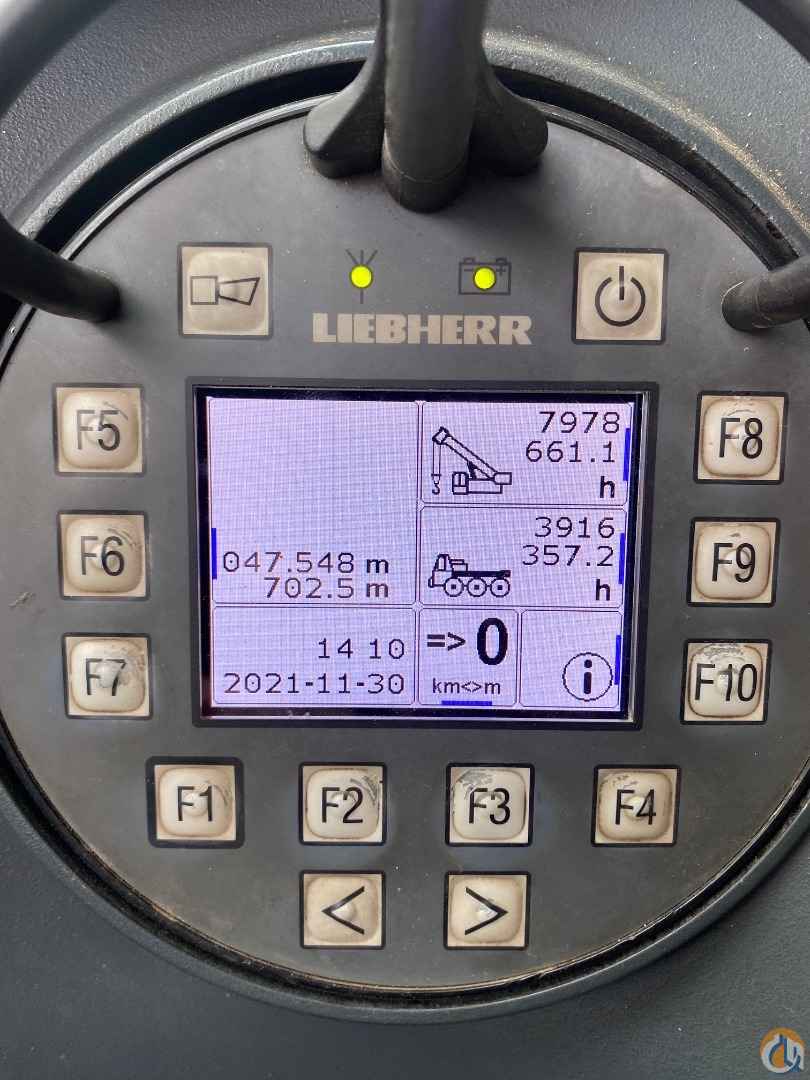 LIEBHERR
F5
F8
7978
661.1
h
F6
F9
047.548 m
702.5 m
3916
357.2
h
F7
F10
14 10
2021-11-30
=> 0
km<>m
i
F1 F2 F3 F4
< >